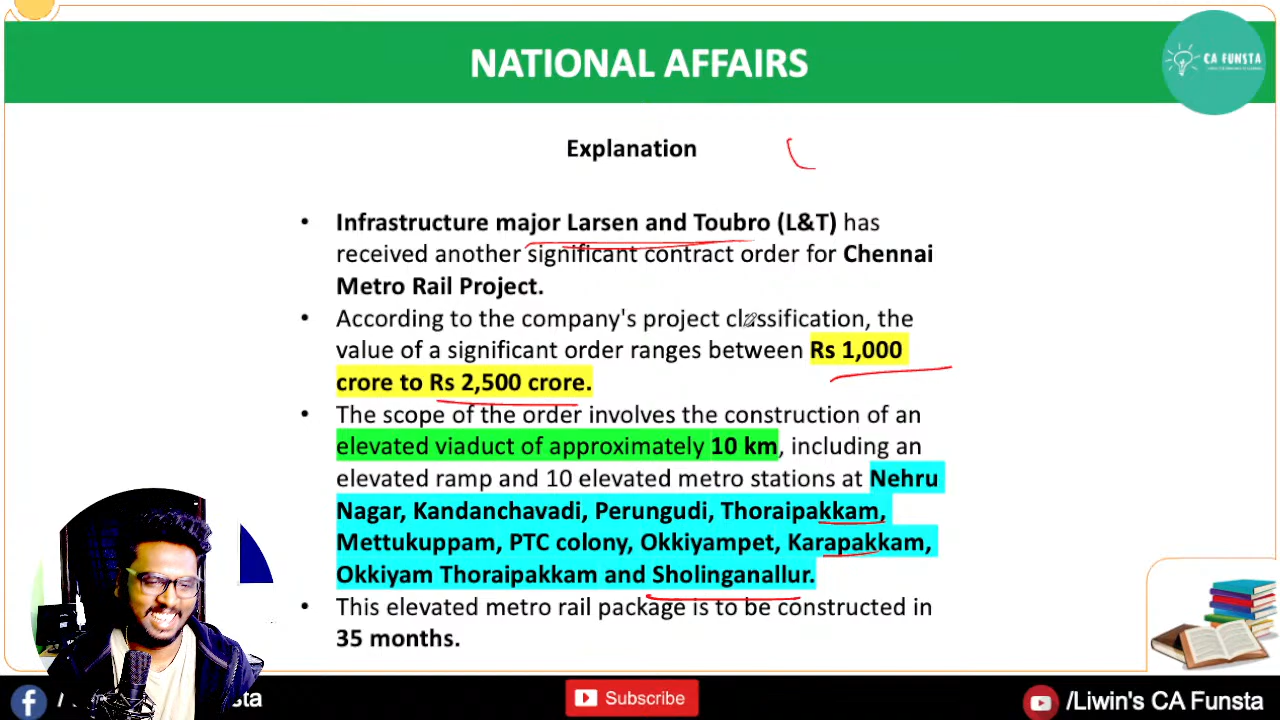 NATIONAL AFFAIRS
CA FUNSTA
Explanation
• Infrastructure major Larsen and Toubro (L&T) has
received another significant contract order for Chennai
Metro Rail Project.
• According to the company's project classification, the
value of a significant order ranges between Rs 1,000
crore to Rs 2,500 crore.
• The scope of the order involves the construction of an
elevated viaduct of approximately 10 km, including an
elevated ramp and 10 elevated metro stations at Nehru
Nagar, Kandanchavadi, Perungudi, Thoraipakkam,
Mettukuppam, PTC colony, Okkiyampet, Karapakkam,
Okkiyam Thoraipakkam and Sholinganallur.
• This elevated metro rail package is to be constructed in
35 months.
Subscribe
/Liwin's CA Funsta